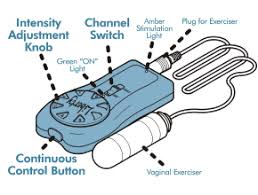 Intensity
Adjustment
Knob
Channel
Switch
Amber
Stimulation
Light
Plug for Exerciser
Green "ON"
Light
Liberty
Continuous
Control Button
Vaginal Exerciser